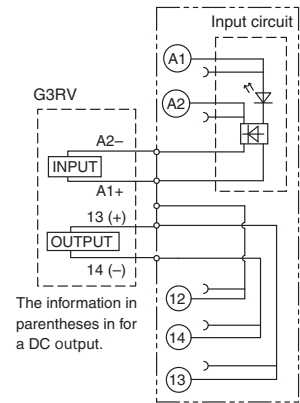 Input circuit
A1
G3RV
A2
A2–
INPUT
A1+
13 (+)
OUTPUT
14 (–)
12
14
13
The information in
parentheses in for
a DC output.